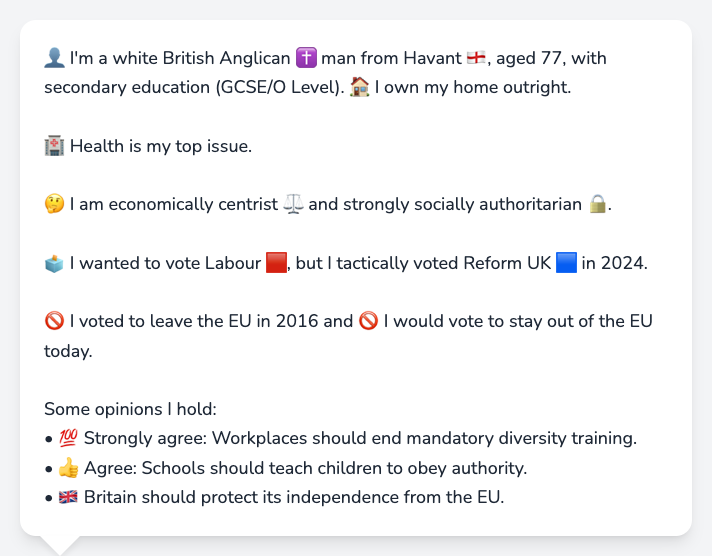 👤 I'm a white British Anglican ✝️ man from Havant 🏴󠁧󠁢󠁥󠁮󠁧󠁿, aged 77, with
secondary education (GCSE/O Level). 🏠 I own my home outright.
🏥 Health is my top issue.
🤔 I am economically centrist ⚖️ and strongly socially authoritarian 🔒.
🗳️ I wanted to vote Labour 🟥, but I tactically voted Reform UK 🟦 in 2024.
🚫 I voted to leave the EU in 2016 and 🚫 I would vote to stay out of the EU
today.
Some opinions I hold:
• 💯 Strongly agree: Workplaces should end mandatory diversity training.
• 👍 Agree: Schools should teach children to obey authority.
• 🇬🇧 Britain should protect its independence from the EU.